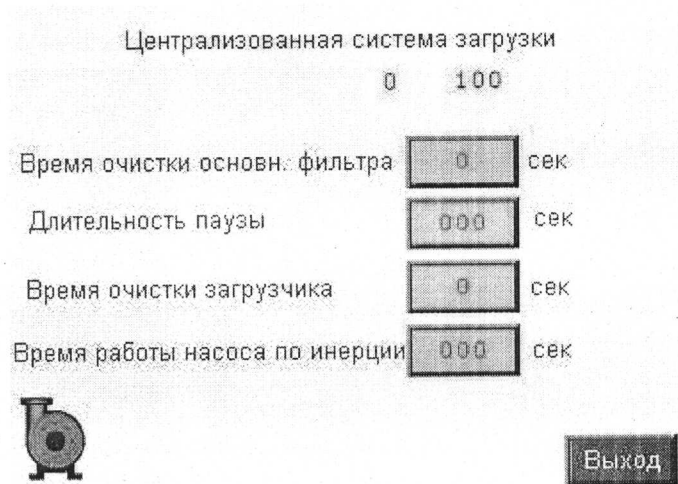 Централизованная система загрузки
0 100
Время очистки основн. фильтра 0 сек
Длительность паузы 000 сек
Время очистки загрузчика 0 сек
Время работы насоса по инерции 000 сек
Выход